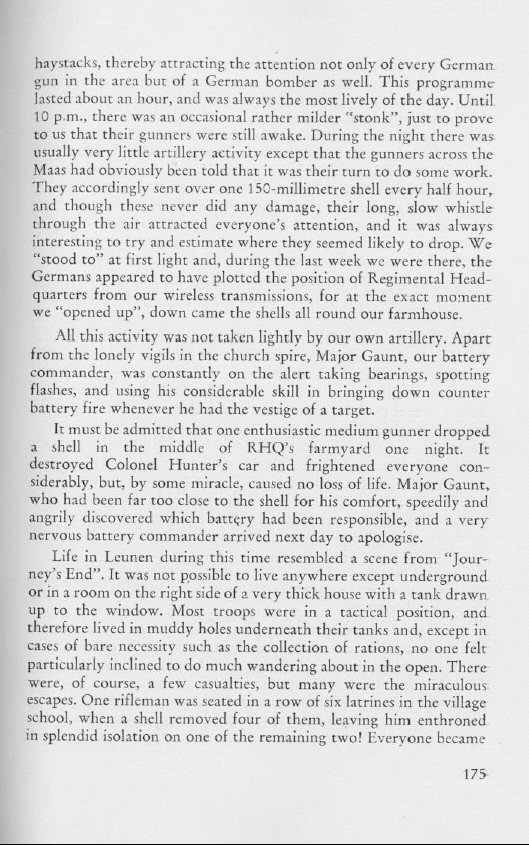 haystacks, thereby attracting the attention not only of every German
gun in the area but of a German bomber as well. This programme
lasted about an hour, and was always the most lively of the day. Until
10 p.m., there was an occasional rather milder "stonk", just to prove
to us that their gunners were still awake. During the night there was
usually very little artillery activity except that the gunners across the
Maas had obviously been told that it was their turn to do some work.
They accordingly sent over one 150-millimetre shell every half hour,
and though these never did any damage, their long, slow whistle
through the air attracted everyone's attention, and it was always
interesting to try and estimate where they seemed likely to drop. We
"stood to" at first light and, during the last week we were there, the
Germans appeared to have plotted the position of Regimental Head-
quarters from our wireless transmissions, for at the exact moment
we "opened up", down came the shells all round our farmhouse.
All this activity was not taken lightly by our own artillery. Apart
from the lonely vigils in the church spire, Major Gaunt, our battery
commander, was constantly on the alert taking bearings, spotting
flashes, and using his considerable skill in bringing down counter
battery fire whenever he had the vestige of a target.
It must be admitted that one enthusiastic medium gunner dropped
a shell in the middle of RHQ's farmyard one night. It
destroyed Colonel Hunter's car and frightened everyone con-
siderably, but, by some miracle, caused no loss of life. Major Gaunt,
who had been far too close to the shell for his comfort, speedily and
angrily discovered which battery had been responsible, and a very
nervous battery commander arrived next day to apologise.
Life in Leunen during this time resembled a scene from "Jour-
ney's End". It was not possible to live anywhere except underground
or in a room on the right side of a very thick house with a tank drawn
up to the window. Most troops were in a tactical position, and
therefore lived in muddy holes underneath their tanks and, except in
cases of bare necessity such as the collection of rations, no one felt
particularly inclined to do much wandering about in the open. There
were, of course, a few casualties, but many were the miraculous
escapes. One rifleman was seated in a row of six latrines in the village
school, when a shell removed four of them, leaving him enthroned
in splendid isolation on one of the remaining two! Everyone became
175